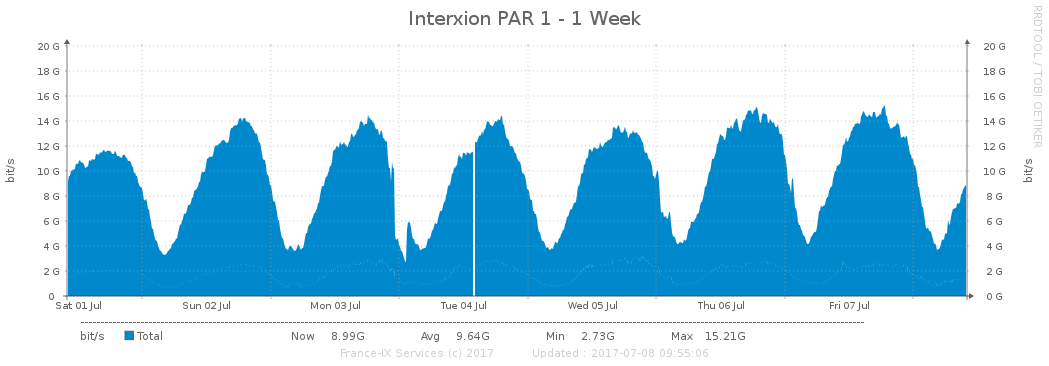 Interxion PAR 1 - 1 Week
RRDTOOL / TOBI OETIKER
20 G 20 G
18 G 18 G
16 G 16 G
14 G 14 G
12 G 12 G
10 G 10 G
8 G 8 G
6 G 6 G
4 G 4 G
2 G 2 G
0 0 G
bit/s
bit/s
Sat 01 Jul Sun 02 Jul Mon 03 Jul Tue 04 Jul Wed 05 Jul Thu 06 Jul Fri 07 Jul
bit/s Total Now 8.99G Avg 9.64G Min 2.73G Max 15.21G
France-IX Services (c) 2017 Updated : 2017-07-08 09:55:06